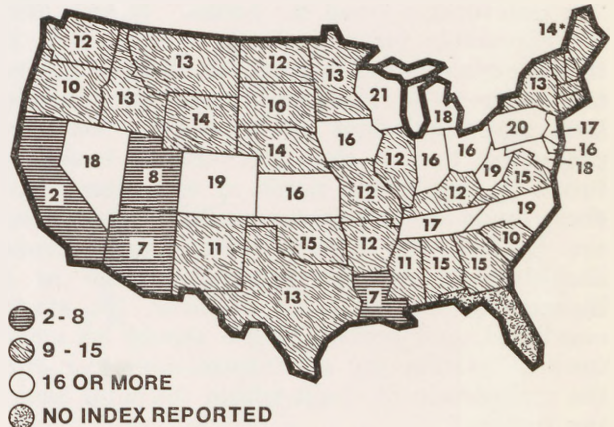 14*
12 13 12 13 21 18 13
10 13 14 10 16 20 17
18 8 19 14 12 16 16 19 15 16 18
2 16 12 12 19
7 11 15 12 17 10
13 7 11 15 15
2 - 8
9 - 15
16 OR MORE
NO INDEX REPORTED